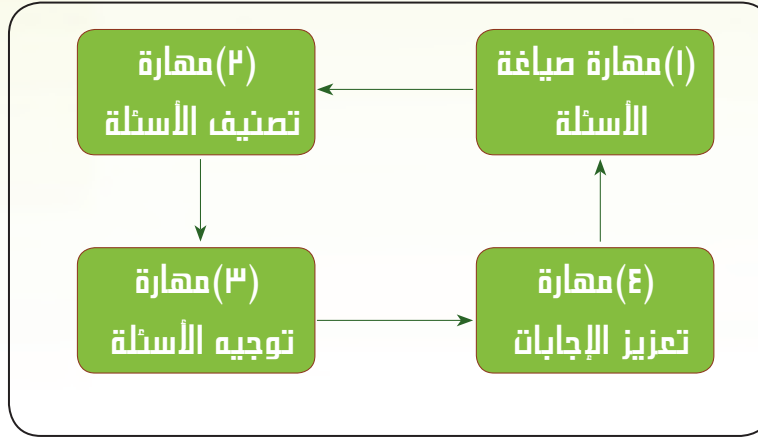 (١)مهارة صياغة
الأسئلة
(٢)مهارة
تصنيف الأسئلة
(٣)مهارة
توجيه الأسئلة
(٤)مهارة
تعزيز الإجابات